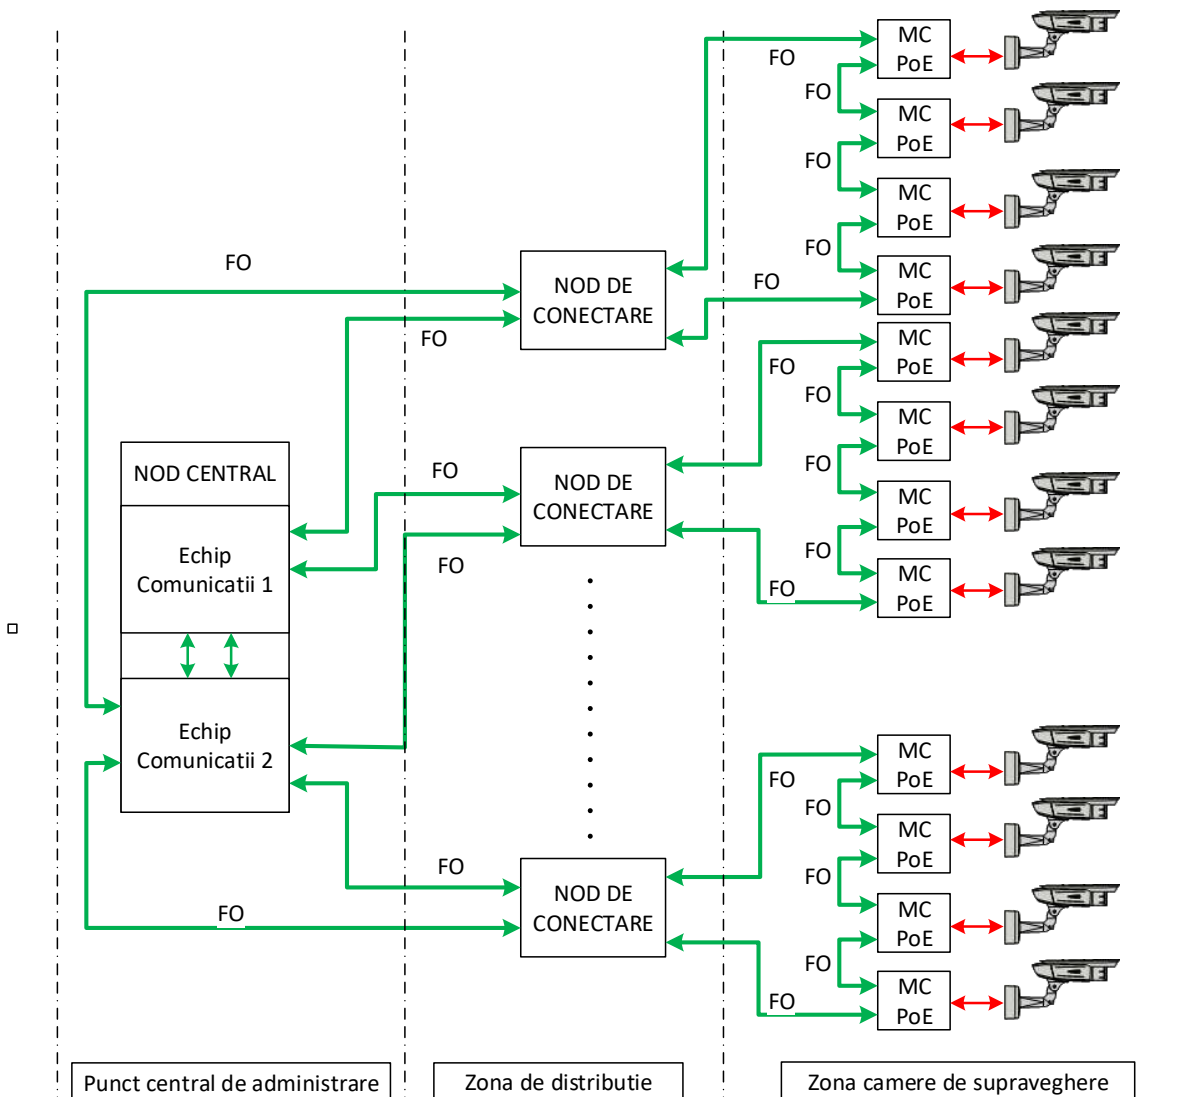 FO
MC
PoE
FO
MC
PoE
FO
MC
PoE
FO
MC
PoE
FO
FO
NOD DE
CONECTARE
FO
MC
PoE
FO
FO
MC
PoE
FO
MC
PoE
FO
MC
PoE
FO
NOD CENTRAL
Echip
Comunicatii 1
Echip
Comunicatii 2
FO
NOD DE
CONECTARE
FO
MC
PoE
FO
FO
MC
PoE
FO
MC
PoE
FO
MC
PoE
FO
FO
NOD DE
CONECTARE
FO
Punct central de administrare
Zona de distributie
Zona camere de supraveghere